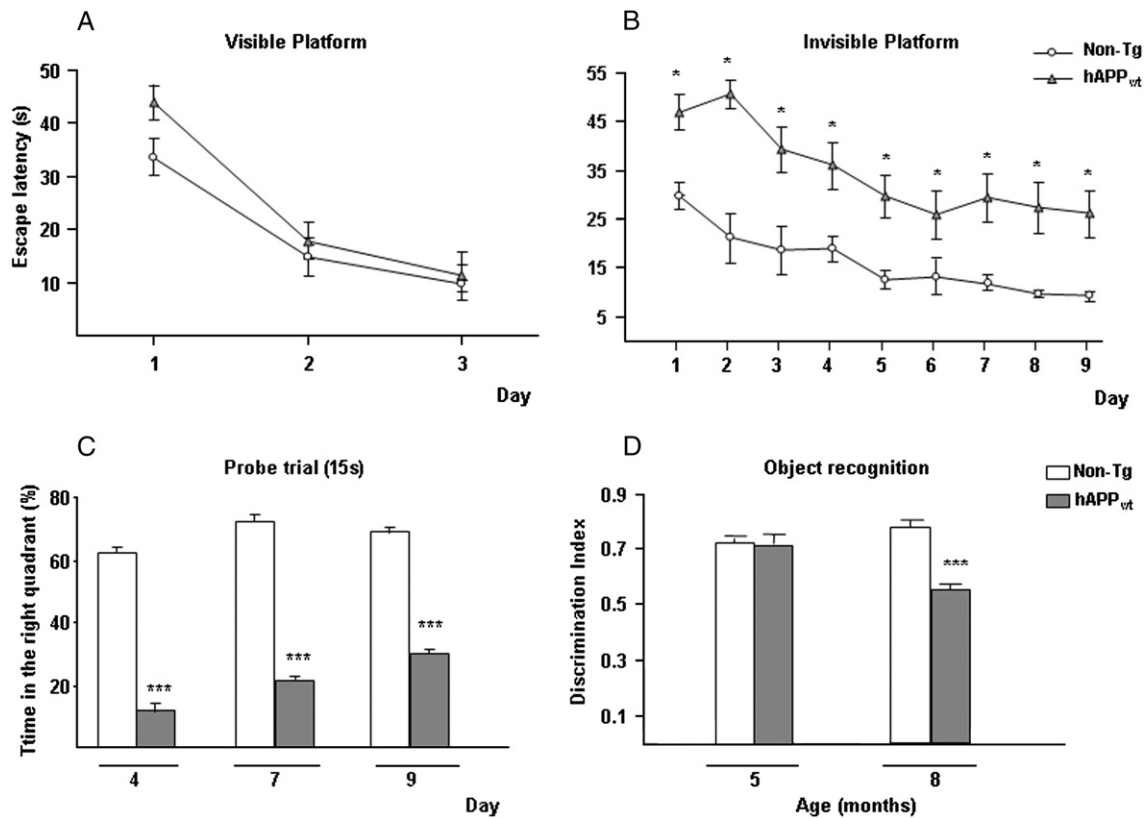 A
Visible Platform
Escape latency (s)
50
40
30
20
10
1 2 3
Day
B
Invisible Platform
Non-Tg
hAPPwt
55
45
35
25
15
5
* * * * * * * * *
1 2 3 4 5 6 7 8 9
Day
C
Probe trial (15s)
Ttime in the right quadrant (%)
80
60
40
20
*** *** ***
4 7 9
Day
D
Object recognition
Non-Tg
hAPPwt
Discrimination Index
0.9
0.7
0.5
0.3
0.1
***
5 8
Age (months)